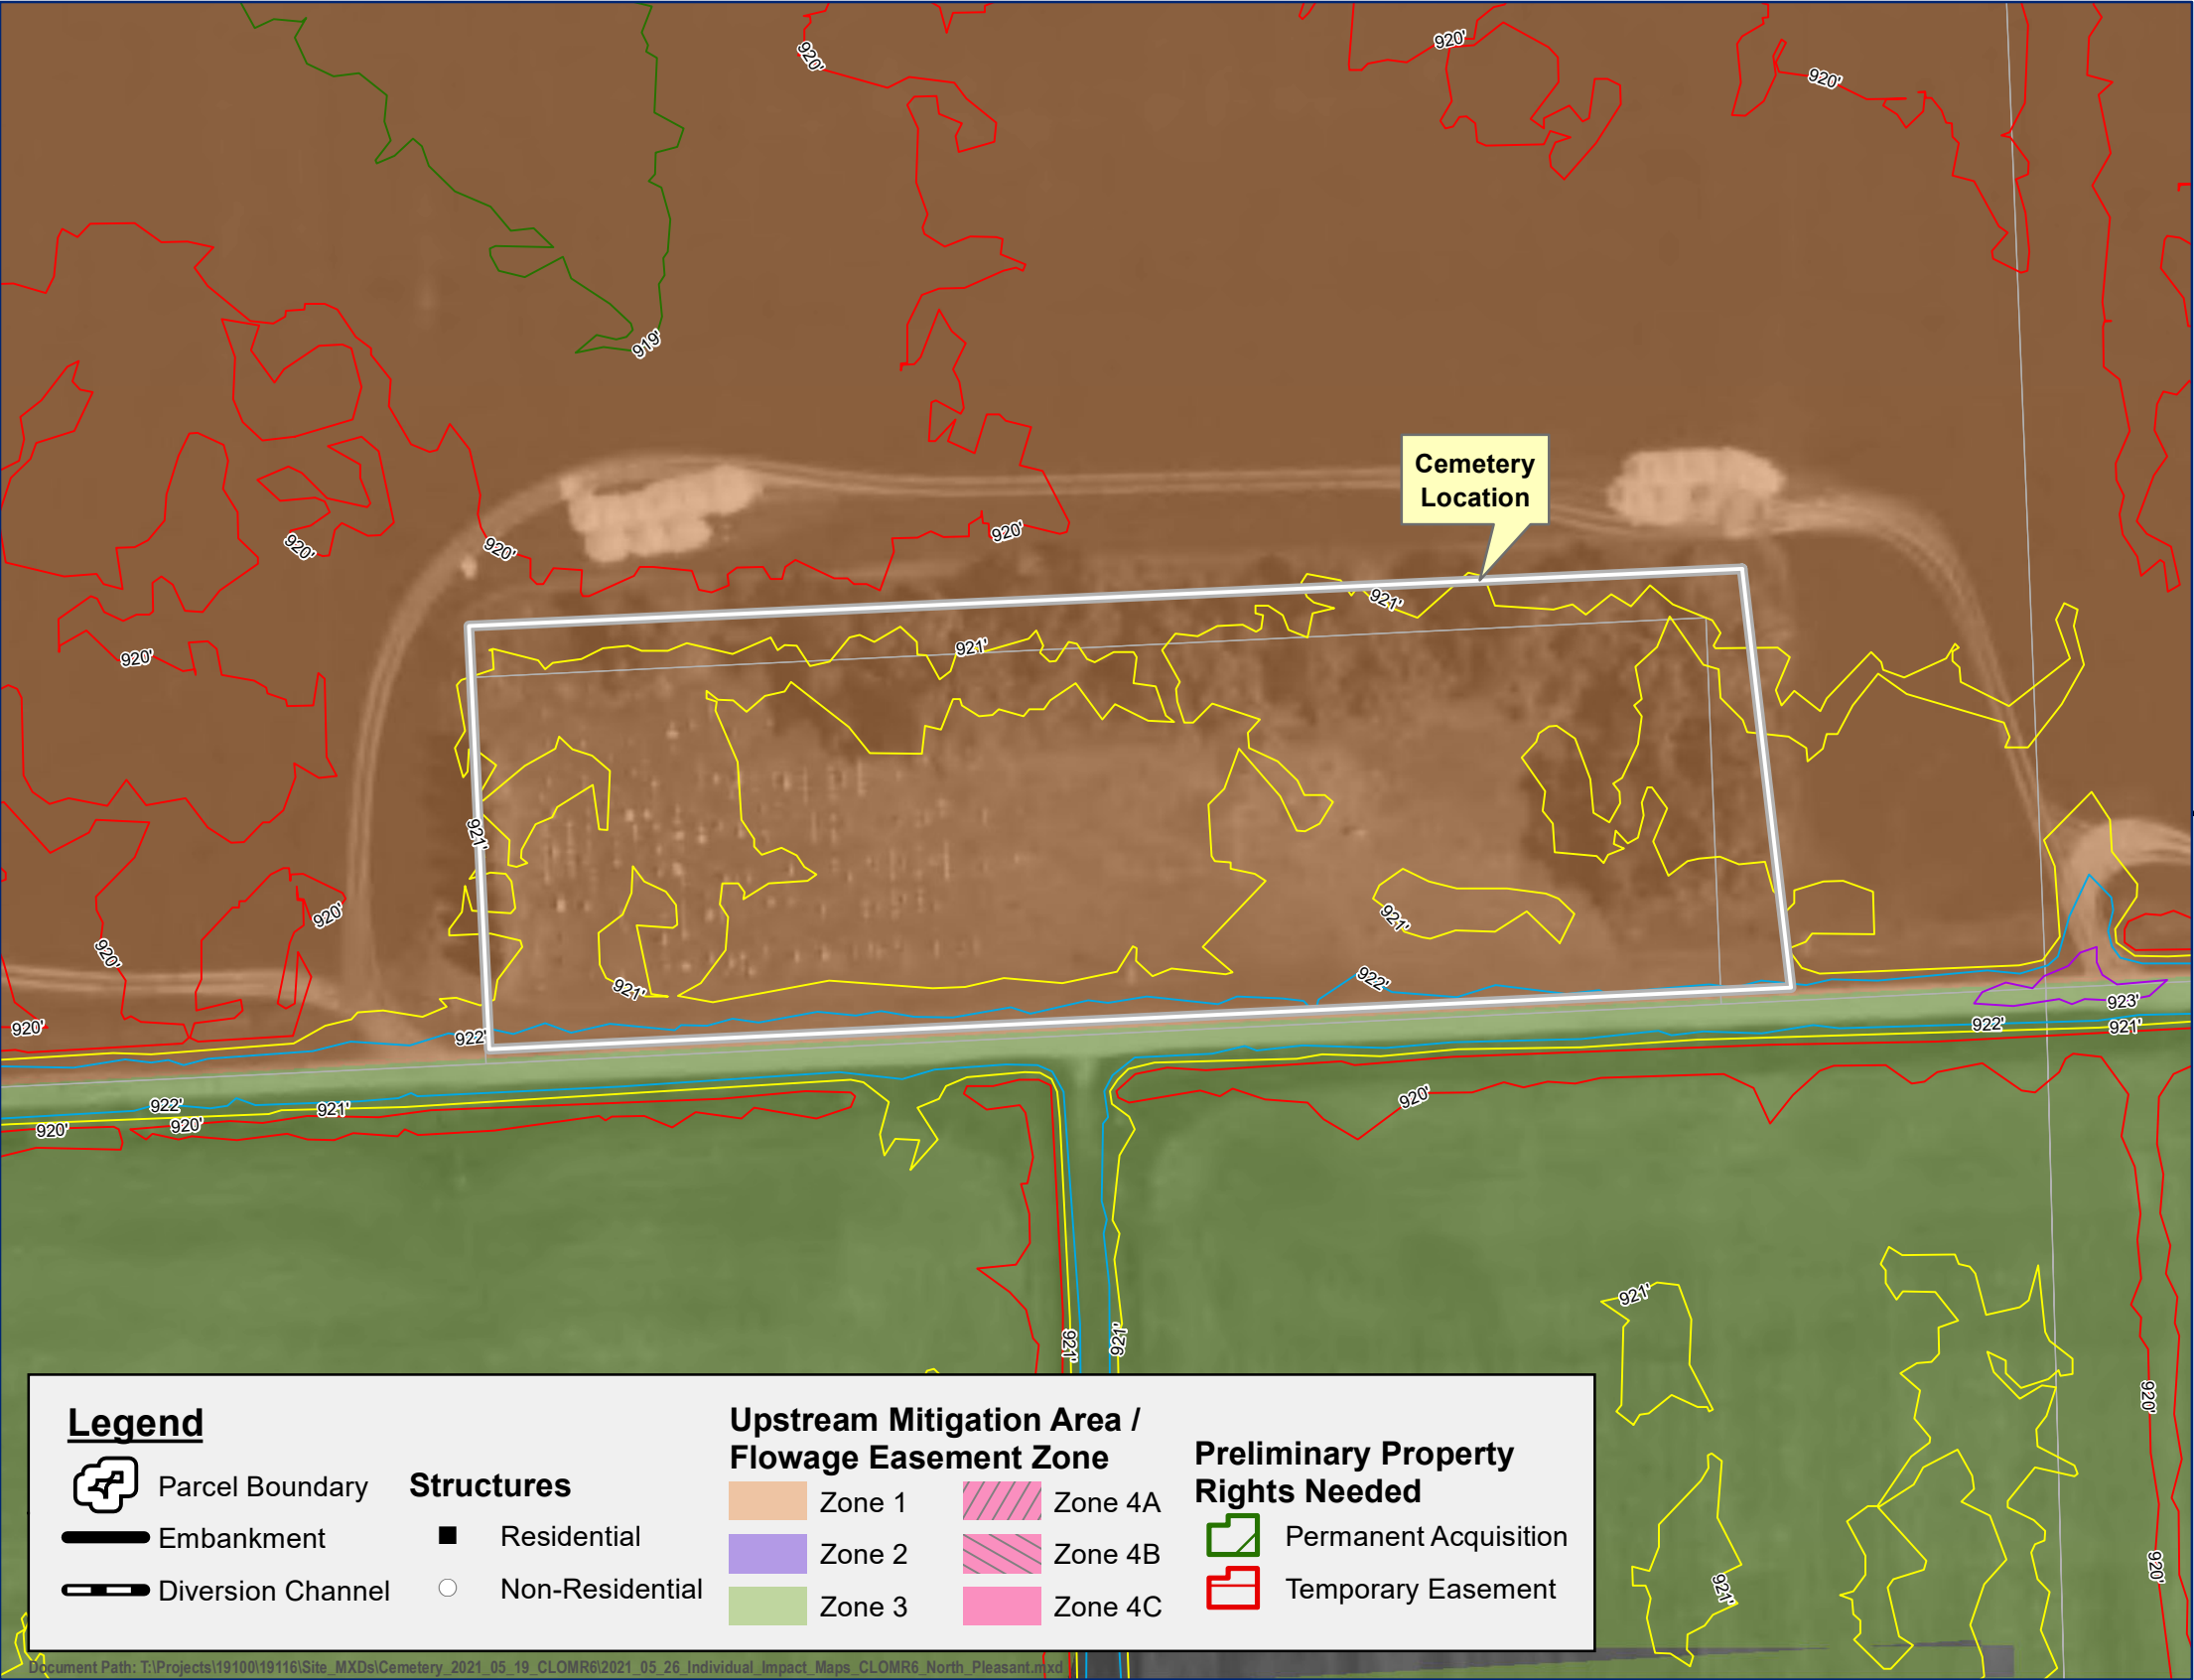 920'
920'
920'
919'
Cemetery
Location
920'
920'
920'
921'
921'
920'
921'
920'
921'
920'
921'
922'
923'
920'
922'
922'
921'
922'
921'
920'
920'
920'
921'
921'
921'
920'
921'
920'
Legend
Parcel Boundary
Embankment
Diversion Channel
Structures
Residential
Non-Residential
Upstream Mitigation Area /
Flowage Easement Zone
Zone 1
Zone 2
Zone 3
Zone 4A
Zone 4B
Zone 4C
Preliminary Property
Rights Needed
Permanent Acquisition
Temporary Easement
Document Path: T:\Projects\19100\19116\Site_MXDs\Cemetery_2021_05_19_CLOMR6\2021_05_26_Individual_Impact_Maps_CLOMR6_North_Pleasant.mxd